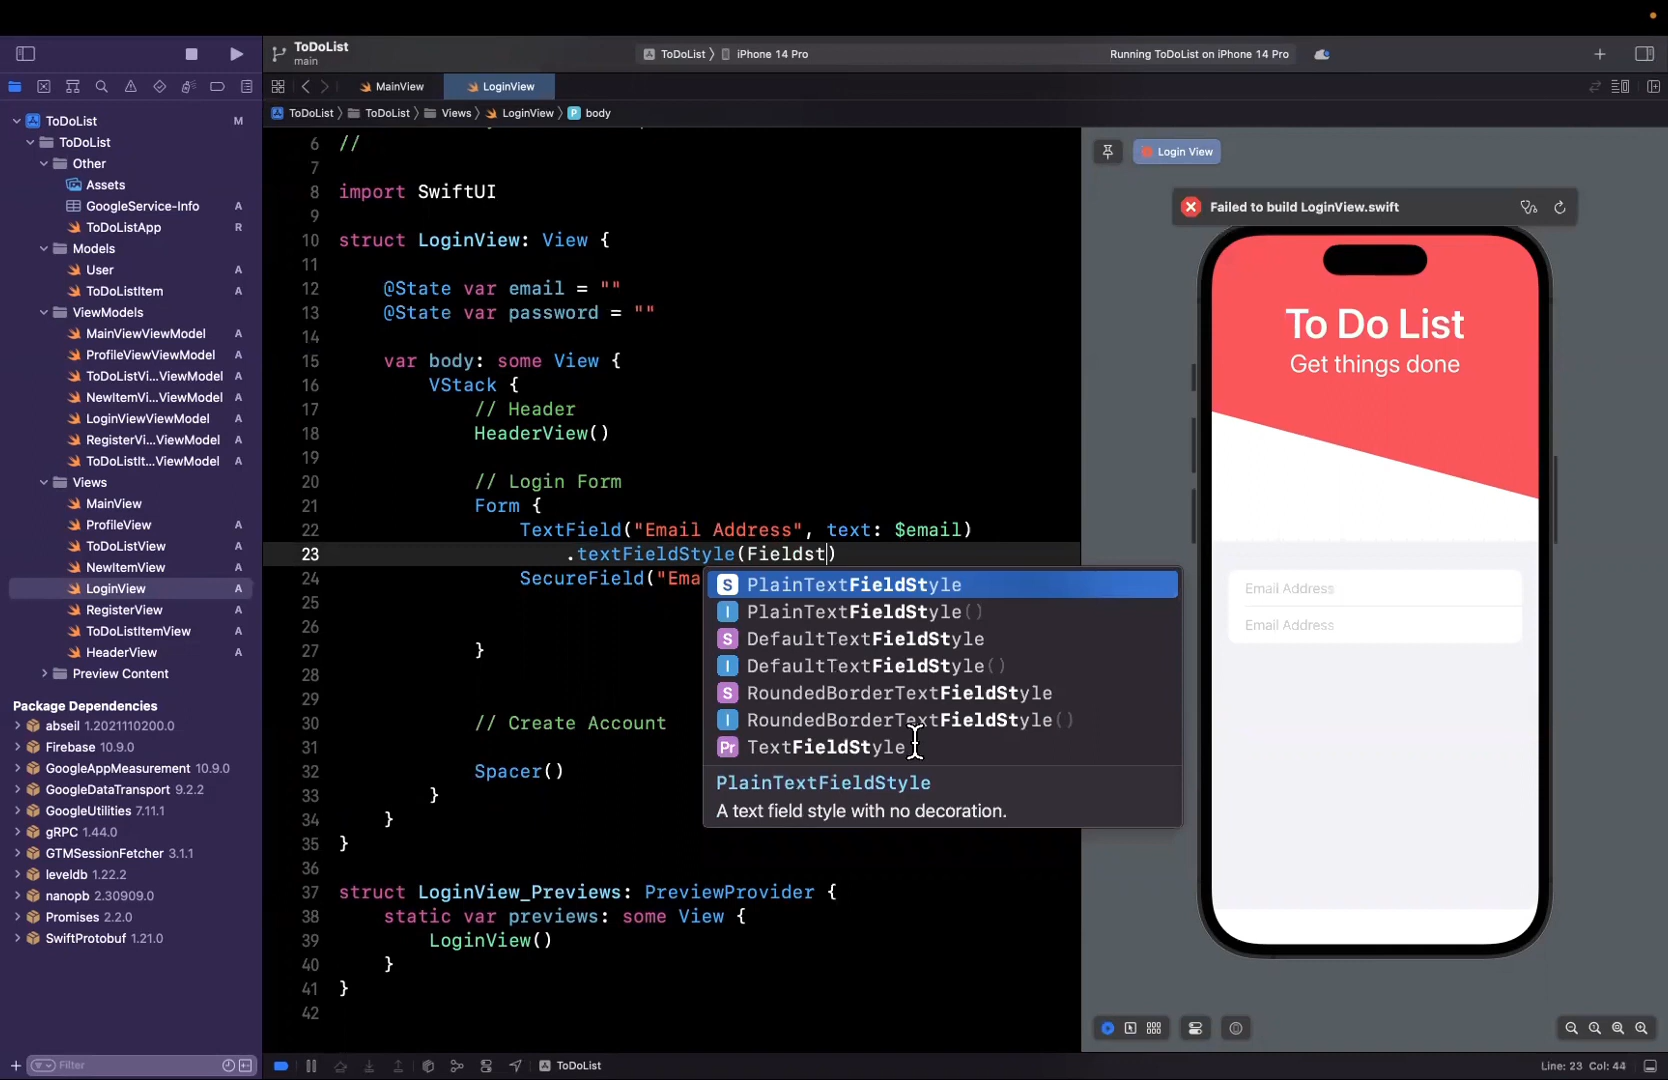 ToDoList
main
ToDoList
iPhone 14 Pro
Running ToDoList on iPhone 14 Pro
MainView
LoginView
ToDoList
ToDoList
Views
LoginView
P
body
ToDoList
M
ToDoList
Other
Assets
GoogleService-Info
A
ToDoListApp
R
Models
User
A
ToDoListItem
A
ViewModels
MainViewViewModel
A
ProfileViewViewModel
A
ToDoListVi...ViewModel
A
NewItemVi...ViewModel
A
LoginViewViewModel
A
RegisterVi...ViewModel
A
ToDoListIt...ViewModel
A
Views
MainView
ProfileView
A
ToDoListView
A
NewItemView
A
LoginView
A
RegisterView
A
ToDoListItemView
A
HeaderView
A
Preview Content
Package Dependencies
abseil 1.2021110200.0
Firebase 10.9.0
GoogleAppMeasurement 10.9.0
GoogleDataTransport 9.2.2
GoogleUtilities 7.11.1
gRPC 1.44.0
GTMSessionFetcher 3.1.1
leveldb 1.22.2
nanopb 2.30909.0
Promises 2.2.0
SwiftProtobuf 1.21.0
Filter
6 //
7
8 import SwiftUI
9
10 struct LoginView: View {
11
12 @State var email = ""
13 @State var password = ""
14
15 var body: some View {
16 VStack {
17 // Header
18 HeaderView()
19
20 // Login Form
21 Form {
22 TextField("Email Address", text: $email)
23 .textFieldStyle(Fieldst)
24 SecureField("Ema
25
26
27 }
28
29
30 // Create Account
31
32 Spacer()
33 }
34 }
35 }
36
37 struct LoginView_Previews: PreviewProvider {
38 static var previews: some View {
39 LoginView()
40 }
41 }
42
S PlainTextFieldStyle
I PlainTextFieldStyle()
S DefaultTextFieldStyle
I DefaultTextFieldStyle()
S RoundedBorderTextFieldStyle
I RoundedBorderTextFieldStyle()
Pr TextFieldStyle
PlainTextFieldStyle
A text field style with no decoration.
Login View
Failed to build LoginView.swift
To Do List
Get things done
Email Address
Email Address
ToDoList
Line: 23 Col: 44